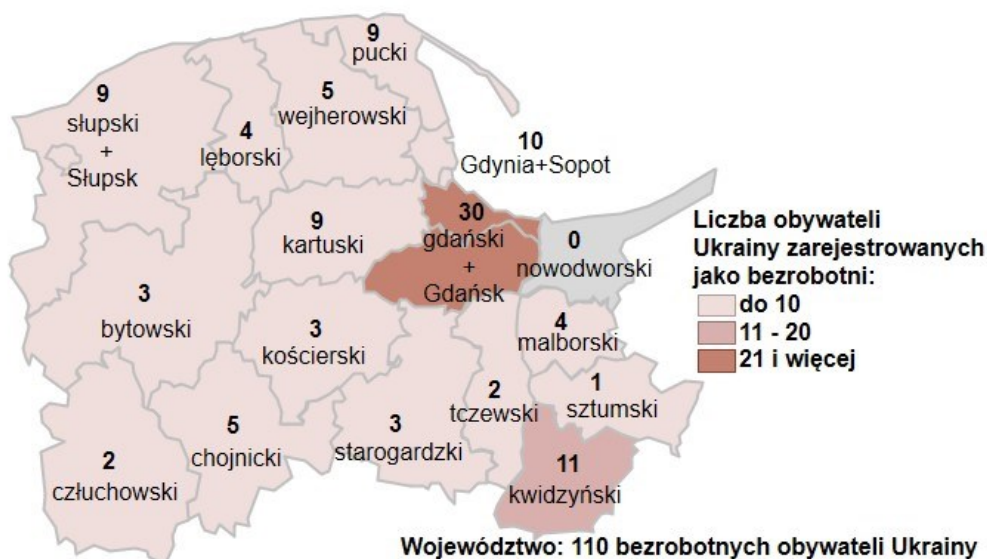 9
pucki
9
słupski
+
Słupsk
5
wejherowski
4
lęborski
10
Gdynia+Sopot
9
kartuski
30
gdański
+
Gdańsk
0
nowodworski
3
bytowski
3
kościerski
4
malborski
1
sztumski
2
tczewski
3
starogardzki
5
chojnicki
2
człuchowski
11
kwidzyński
Liczba obywateli
Ukrainy zarejestrowanych
jako bezrobotni:
do 10
11 - 20
21 i więcej
Województwo: 110 bezrobotnych obywateli Ukrainy